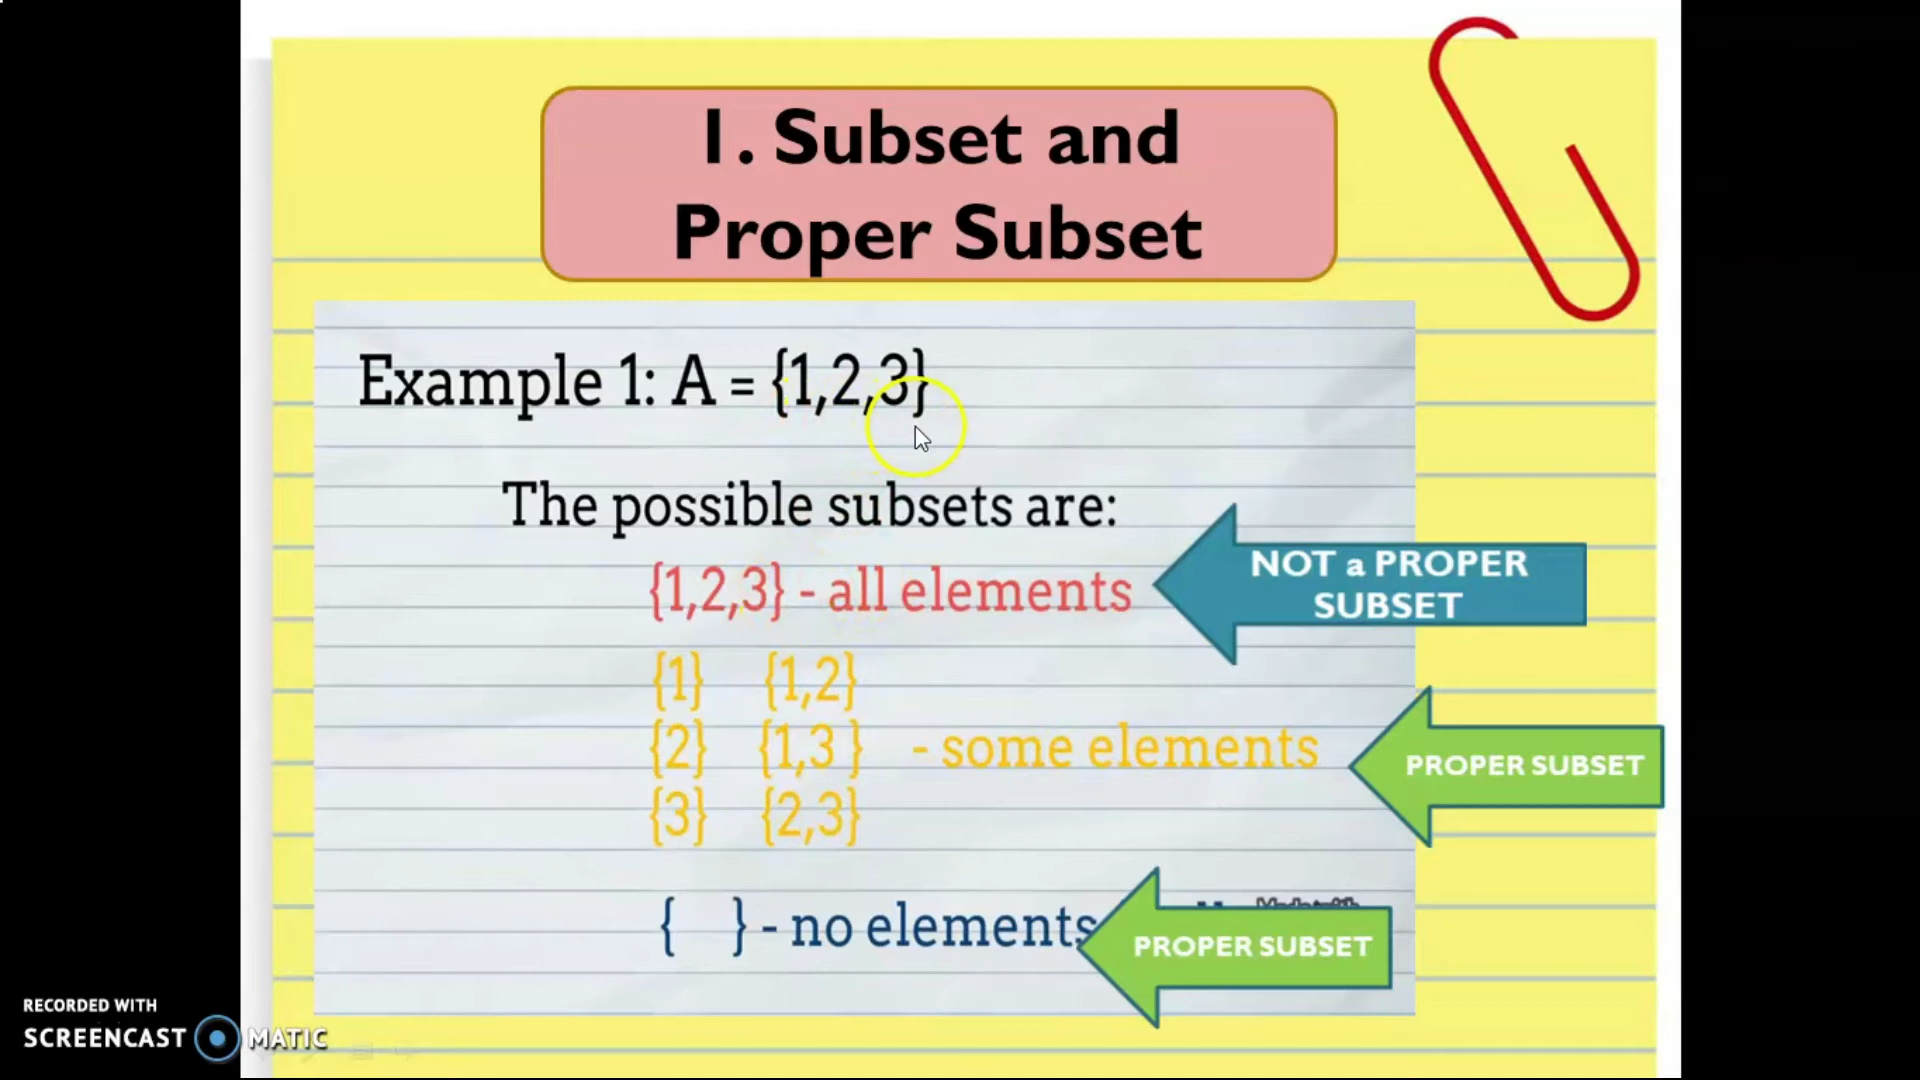 1. Subset and
Proper Subset
Example 1: A = {1,2,3}
The possible subsets are:
{1,2,3} - all elements
NOT a PROPER
SUBSET
{1} {1,2}
{2} {1,3 } - some elements
PROPER SUBSET
{3} {2,3}
{ } - no elements
PROPER SUBSET
RECORDED WITH
SCREENCAST MATIC